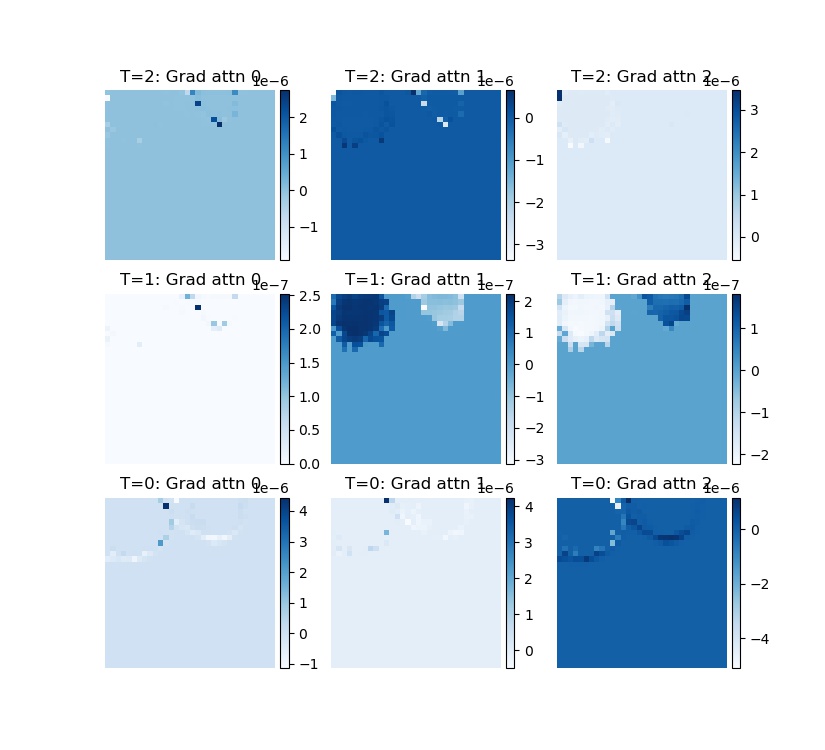 T=2: Grad attn 0
1e−6
2
1
0
−1
T=2: Grad attn 1
1e−6
0
−1
−2
−3
T=2: Grad attn 2
1e−6
3
2
1
0
T=1: Grad attn 0
1e−7
2.5
2.0
1.5
1.0
0.5
0.0
T=1: Grad attn 1
1e−7
2
1
0
−1
−2
−3
T=1: Grad attn 2
1e−7
1
0
−1
−2
T=0: Grad attn 0
1e−6
4
3
2
1
0
−1
T=0: Grad attn 1
1e−6
4
3
2
1
0
T=0: Grad attn 2
1e−6
0
−2
−4